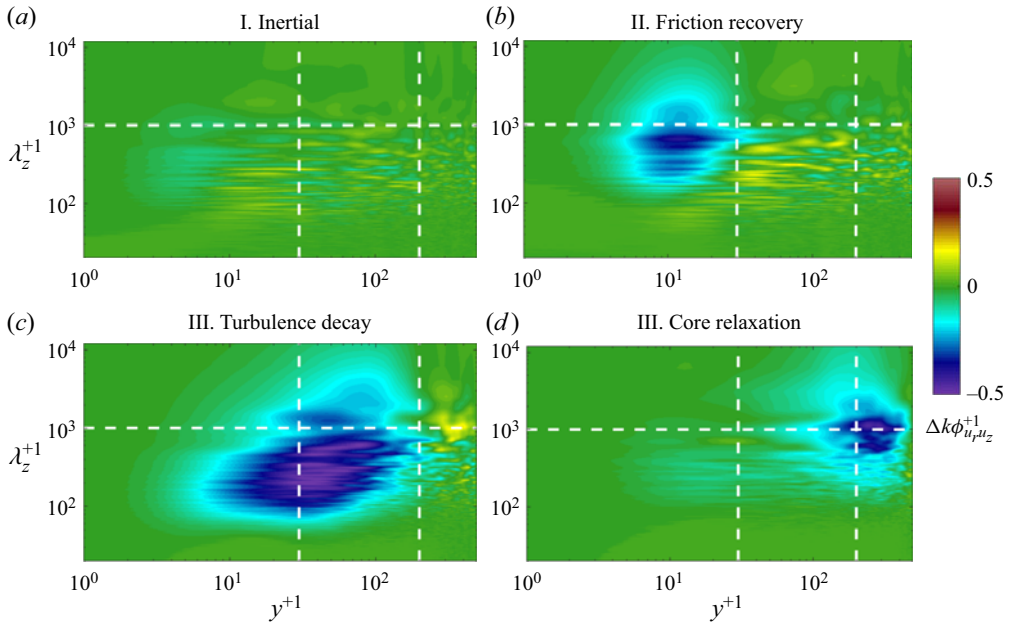 (a) I. Inertial
(b) II. Friction recovery
10^4
10^3
λ_z^{+1}
10^2
10^0 10^1 10^2
10^4
10^3
10^2
10^0 10^1 10^2
0.5
0
−0.5
Δkϕ^{+1}_{u_r u_z}
(c) III. Turbulence decay
(d) III. Core relaxation
10^4
10^3
λ_z^{+1}
10^2
10^0 10^1 10^2
y^{+1}
10^4
10^3
10^2
10^0 10^1 10^2
y^{+1}